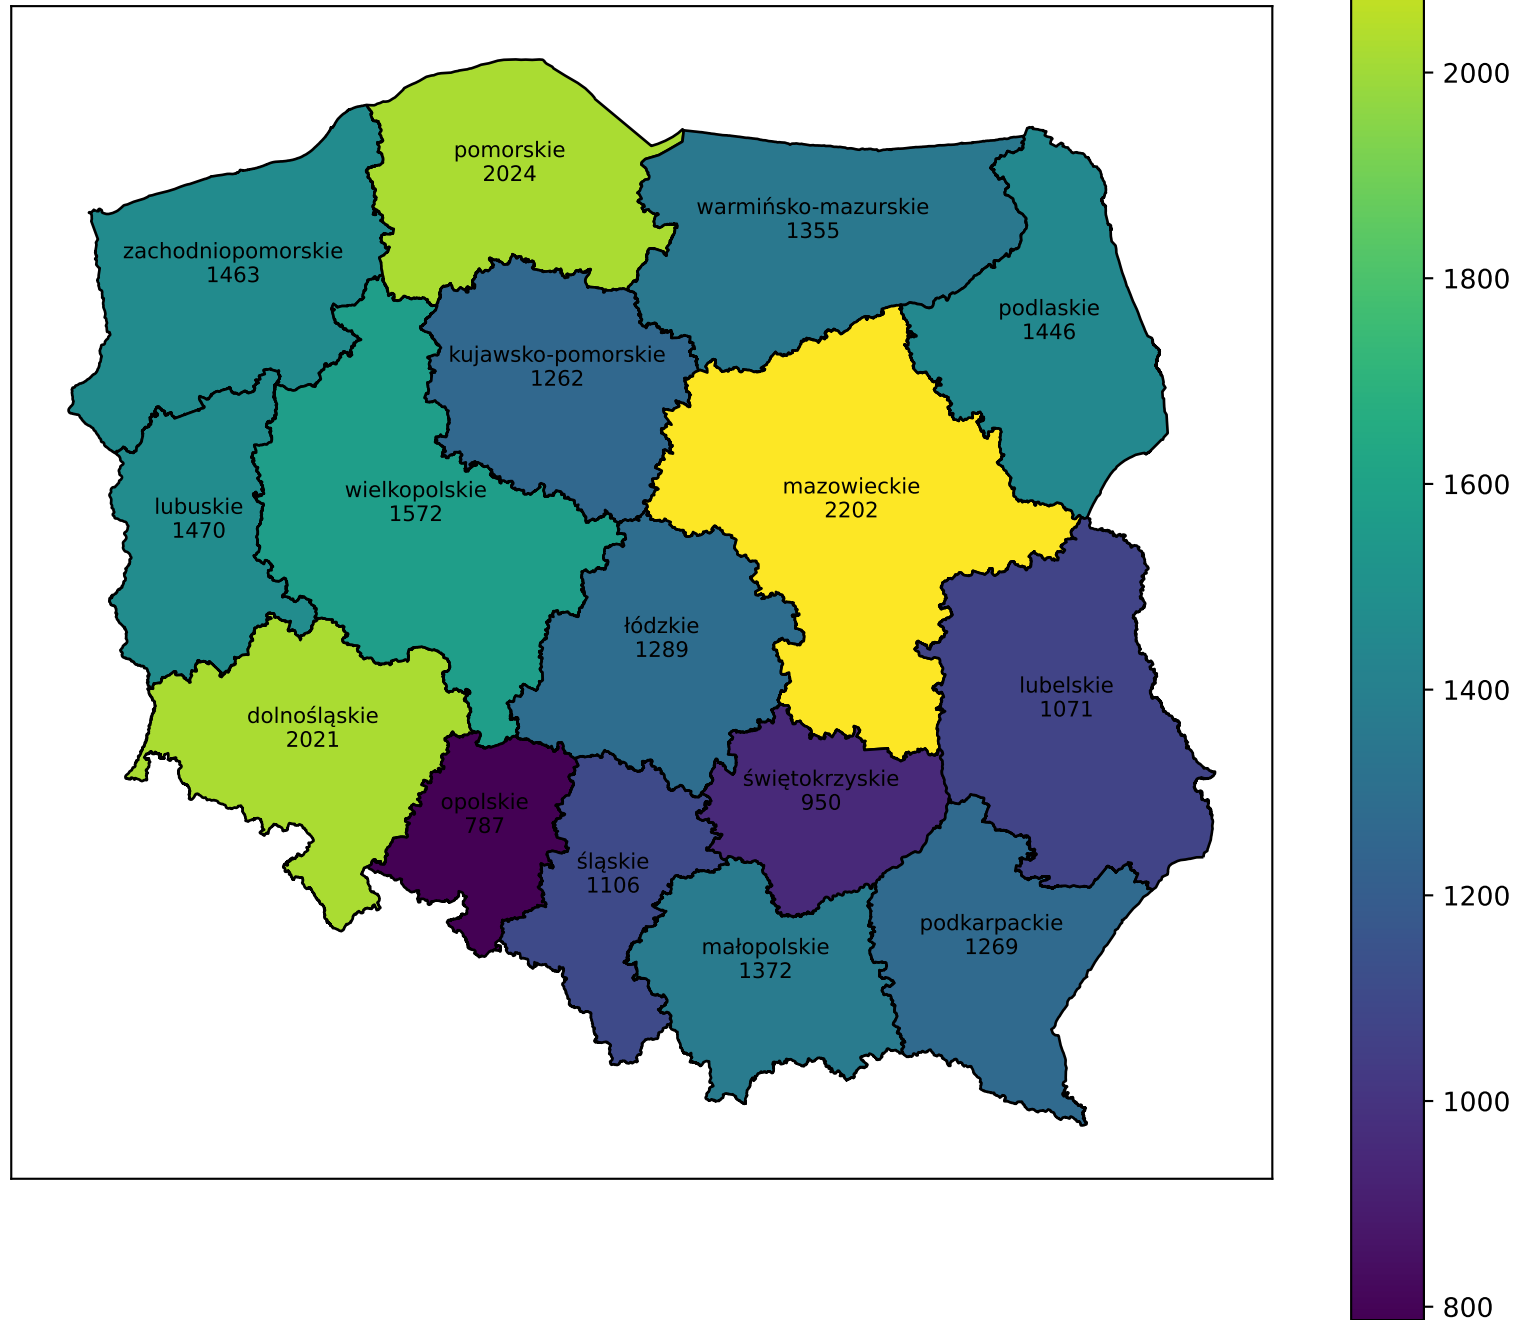 pomorskie
2024
warmińsko-mazurskie
1355
zachodniopomorskie
1463
podlaskie
1446
kujawsko-pomorskie
1262
wielkopolskie
1572
mazowieckie
2202
lubuskie
1470
łódzkie
1289
lubelskie
1071
dolnośląskie
2021
świętokrzyskie
950
opolskie
787
śląskie
1106
podkarpackie
1269
małopolskie
1372
2000
1800
1600
1400
1200
1000
800